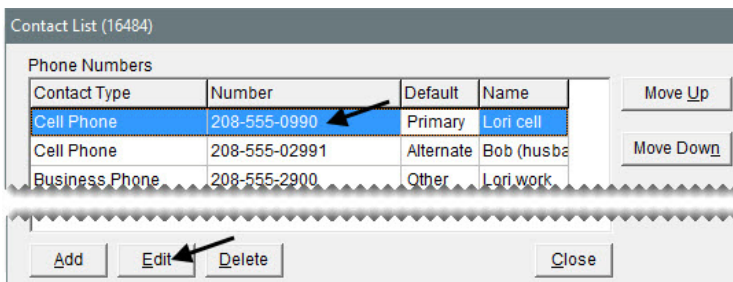 Contact List (16484)
Phone Numbers
Contact Type Number Default Name
Cell Phone 208-555-0990 Primary Lori cell
Cell Phone 208-555-02991 Alternate Bob (husba
Business Phone 208-555-2900 Other Lori work
Move Up
Move Down
Add Edit Delete Close